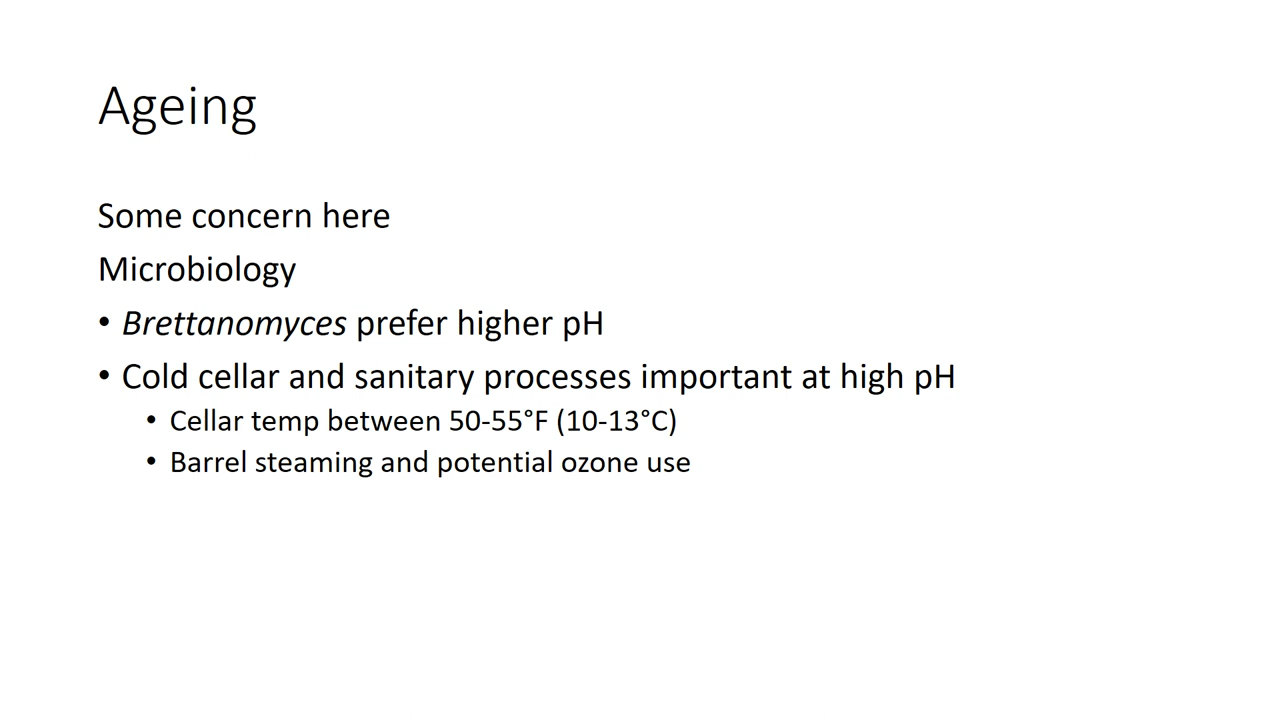 Ageing
Some concern here
Microbiology
• Brettanomyces prefer higher pH
• Cold cellar and sanitary processes important at high pH
• Cellar temp between 50-55°F (10-13°C)
• Barrel steaming and potential ozone use